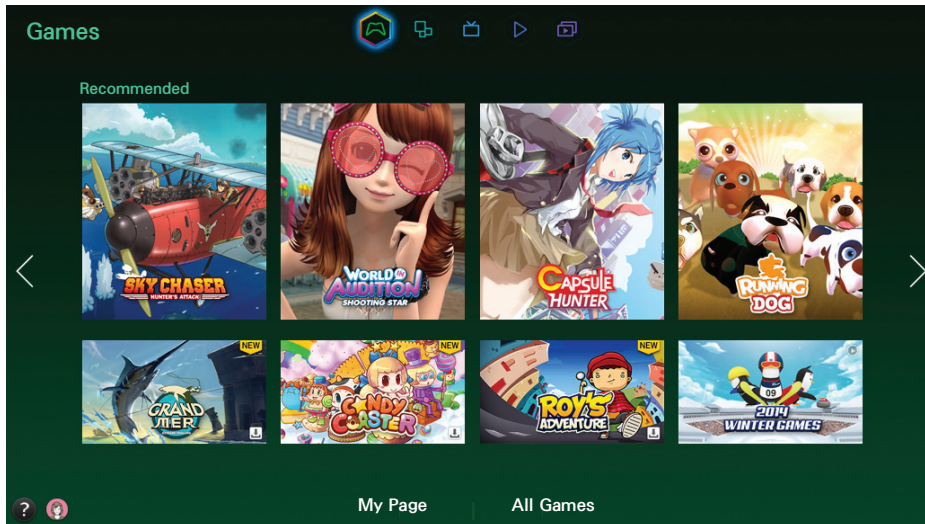 Games
Recommended
SKY CHASER
HUNTER'S ATTACK
WORLD IN
AUDITION
SHOOTING STAR
CAPSULE
HUNTER
RUNNING
DOG
NEW
GRAND
MER
NEW
CANDY
COASTER
NEW
ROY'S
ADVENTURE
09
2014
WINTER GAMES
?
My Page
All Games